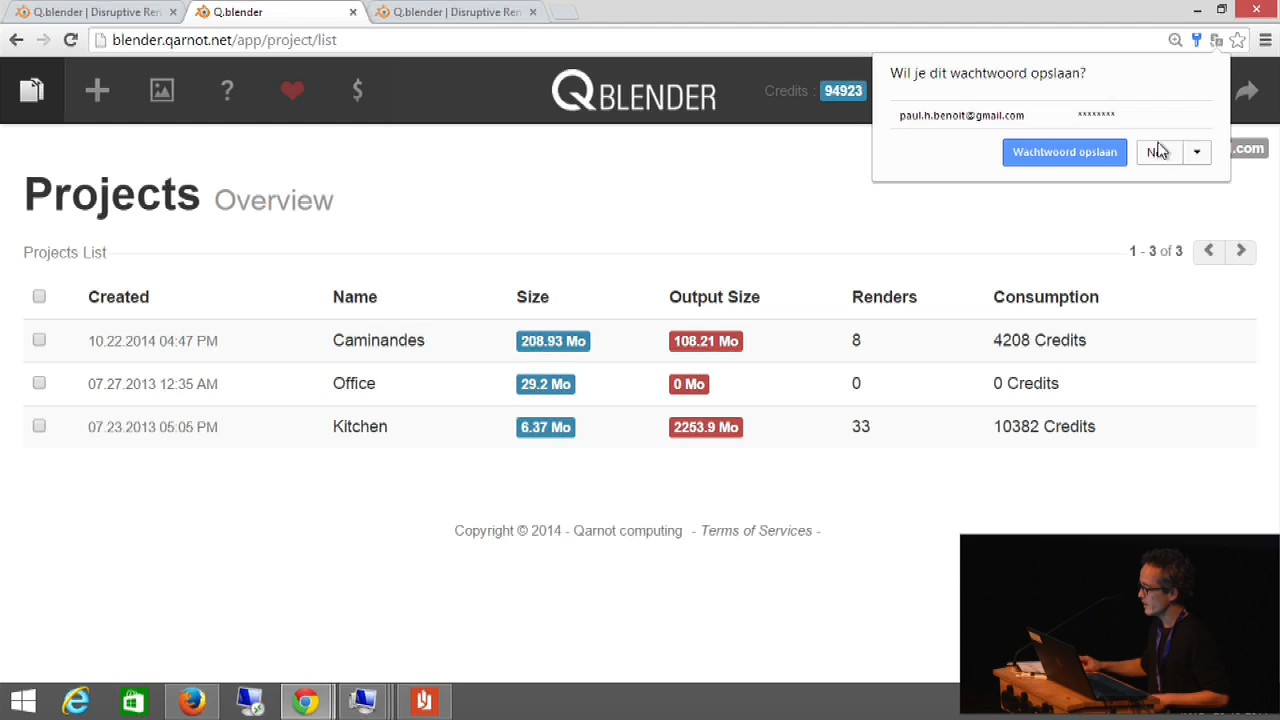 Q.blender | Disruptive Ren
Q.blender
Q.blender | Disruptive Ren
blender.qarnot.net/app/project/list
QBLENDER
Credits : 94923
Wil je dit wachtwoord opslaan?
paul.h.benoit@gmail.com ********
Wachtwoord opslaan
.com
Projects Overview
Projects List
1 - 3 of 3
Created Name Size Output Size Renders Consumption
10.22.2014 04:47 PM Caminandes 208.93 Mo 108.21 Mo 8 4208 Credits
07.27.2013 12:35 AM Office 29.2 Mo 0 Mo 0 0 Credits
07.23.2013 05:05 PM Kitchen 6.37 Mo 2253.9 Mo 33 10382 Credits
Copyright © 2014 - Qarnot computing - Terms of Services -